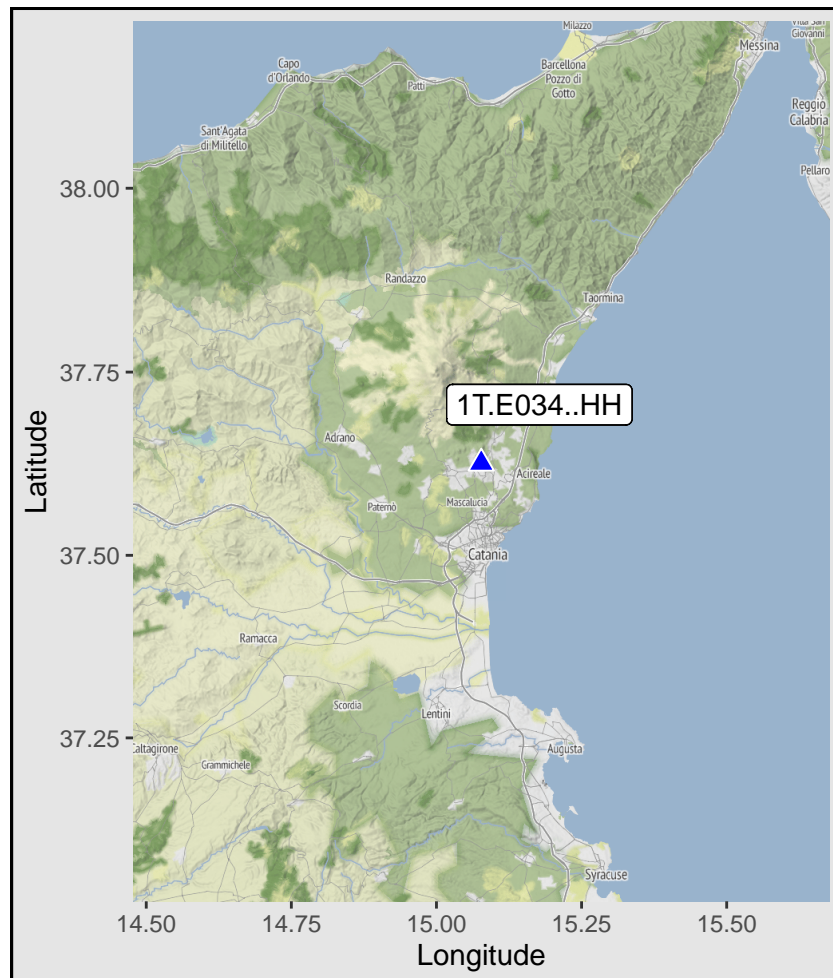 Milazzo
Villa San
Giovanni
Messina
Capo
d'Orlando
Barcellona
Pozzo di
Gotto
Patti
Reggio
Calabria
Sant'Agata
di Militello
Pellaro
38.00
Randazzo
Taormina
37.75
1T.E034..HH
Adrano
Acireale
Paternò
Mascalucia
37.50
Catania
Ramacca
Scordia
Lentini
37.25
Caltagirone
Augusta
Grammichele
Syracuse
14.50
14.75
15.00
15.25
15.50
Longitude
Latitude